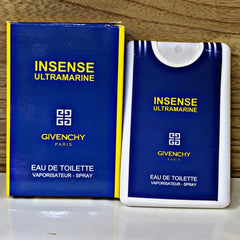 INSENSE
ULTRAMARINE
GIVENCHY
PARIS
EAU DE TOILETTE
VAPORISATEUR - SPRAY
INSENSE
ULTRAMARINE
GIVENCHY
PARIS
EAU DE TOILETTE
VAPORISATEUR - SPRAY